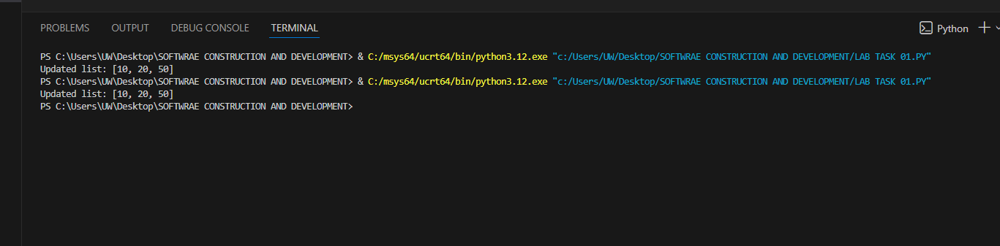 PROBLEMS OUTPUT DEBUG CONSOLE TERMINAL Python
PS C:\Users\UW\Desktop\SOFTWRAE CONSTRUCTION AND DEVELOPMENT> & C:/msys64/ucrt64/bin/python3.12.exe "c:/Users/UW/Desktop/SOFTWRAE CONSTRUCTION AND DEVELOPMENT/LAB TASK 01.PY"
Updated list: [10, 20, 50]
PS C:\Users\UW\Desktop\SOFTWRAE CONSTRUCTION AND DEVELOPMENT> & C:/msys64/ucrt64/bin/python3.12.exe "c:/Users/UW/Desktop/SOFTWRAE CONSTRUCTION AND DEVELOPMENT/LAB TASK 01.PY"
Updated list: [10, 20, 50]
PS C:\Users\UW\Desktop\SOFTWRAE CONSTRUCTION AND DEVELOPMENT>